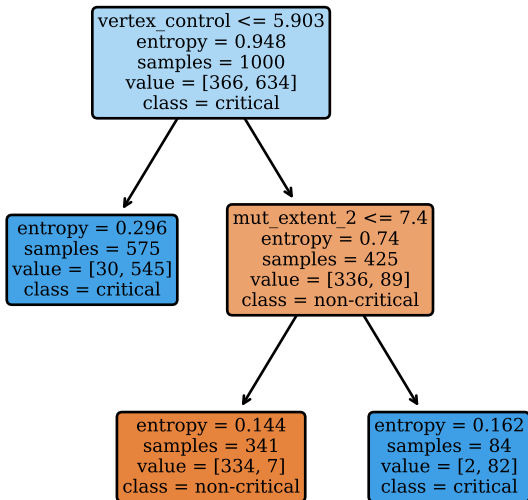 vertex_control <= 5.903
entropy = 0.948
samples = 1000
value = [366, 634]
class = critical
entropy = 0.296
samples = 575
value = [30, 545]
class = critical
mut_extent_2 <= 7.4
entropy = 0.74
samples = 425
value = [336, 89]
class = non-critical
entropy = 0.144
samples = 341
value = [334, 7]
class = non-critical
entropy = 0.162
samples = 84
value = [2, 82]
class = critical